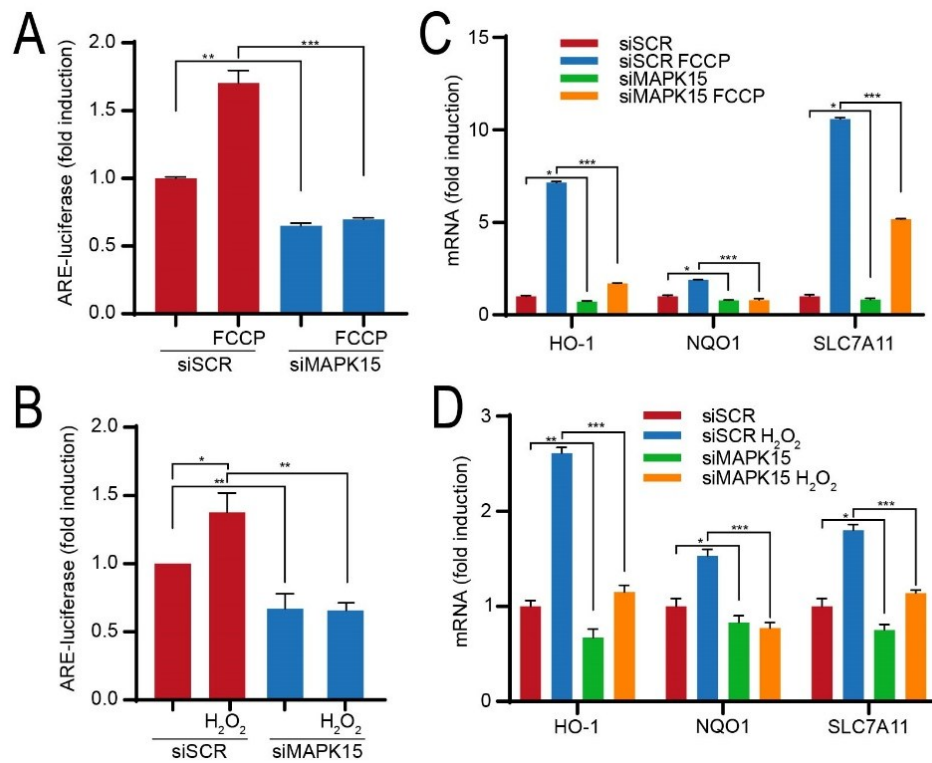 A
ARE-luciferase (fold induction)
2.0
1.5
1.0
0.5
0.0
**
***
FCCP
FCCP
siSCR
siMAPK15
B
ARE-luciferase (fold induction)
2.0
1.5
1.0
0.5
0.0
*
**
**
H₂O₂
H₂O₂
siSCR
siMAPK15
C
mRNA (fold induction)
15
10
5
0
siSCR
siSCR FCCP
siMAPK15
siMAPK15 FCCP
***
*
***
*
***
*
HO-1
NQO1
SLC7A11
D
mRNA (fold induction)
3
2
1
0
siSCR
siSCR H₂O₂
siMAPK15
siMAPK15 H₂O₂
***
**
***
*
***
*
HO-1
NQO1
SLC7A11